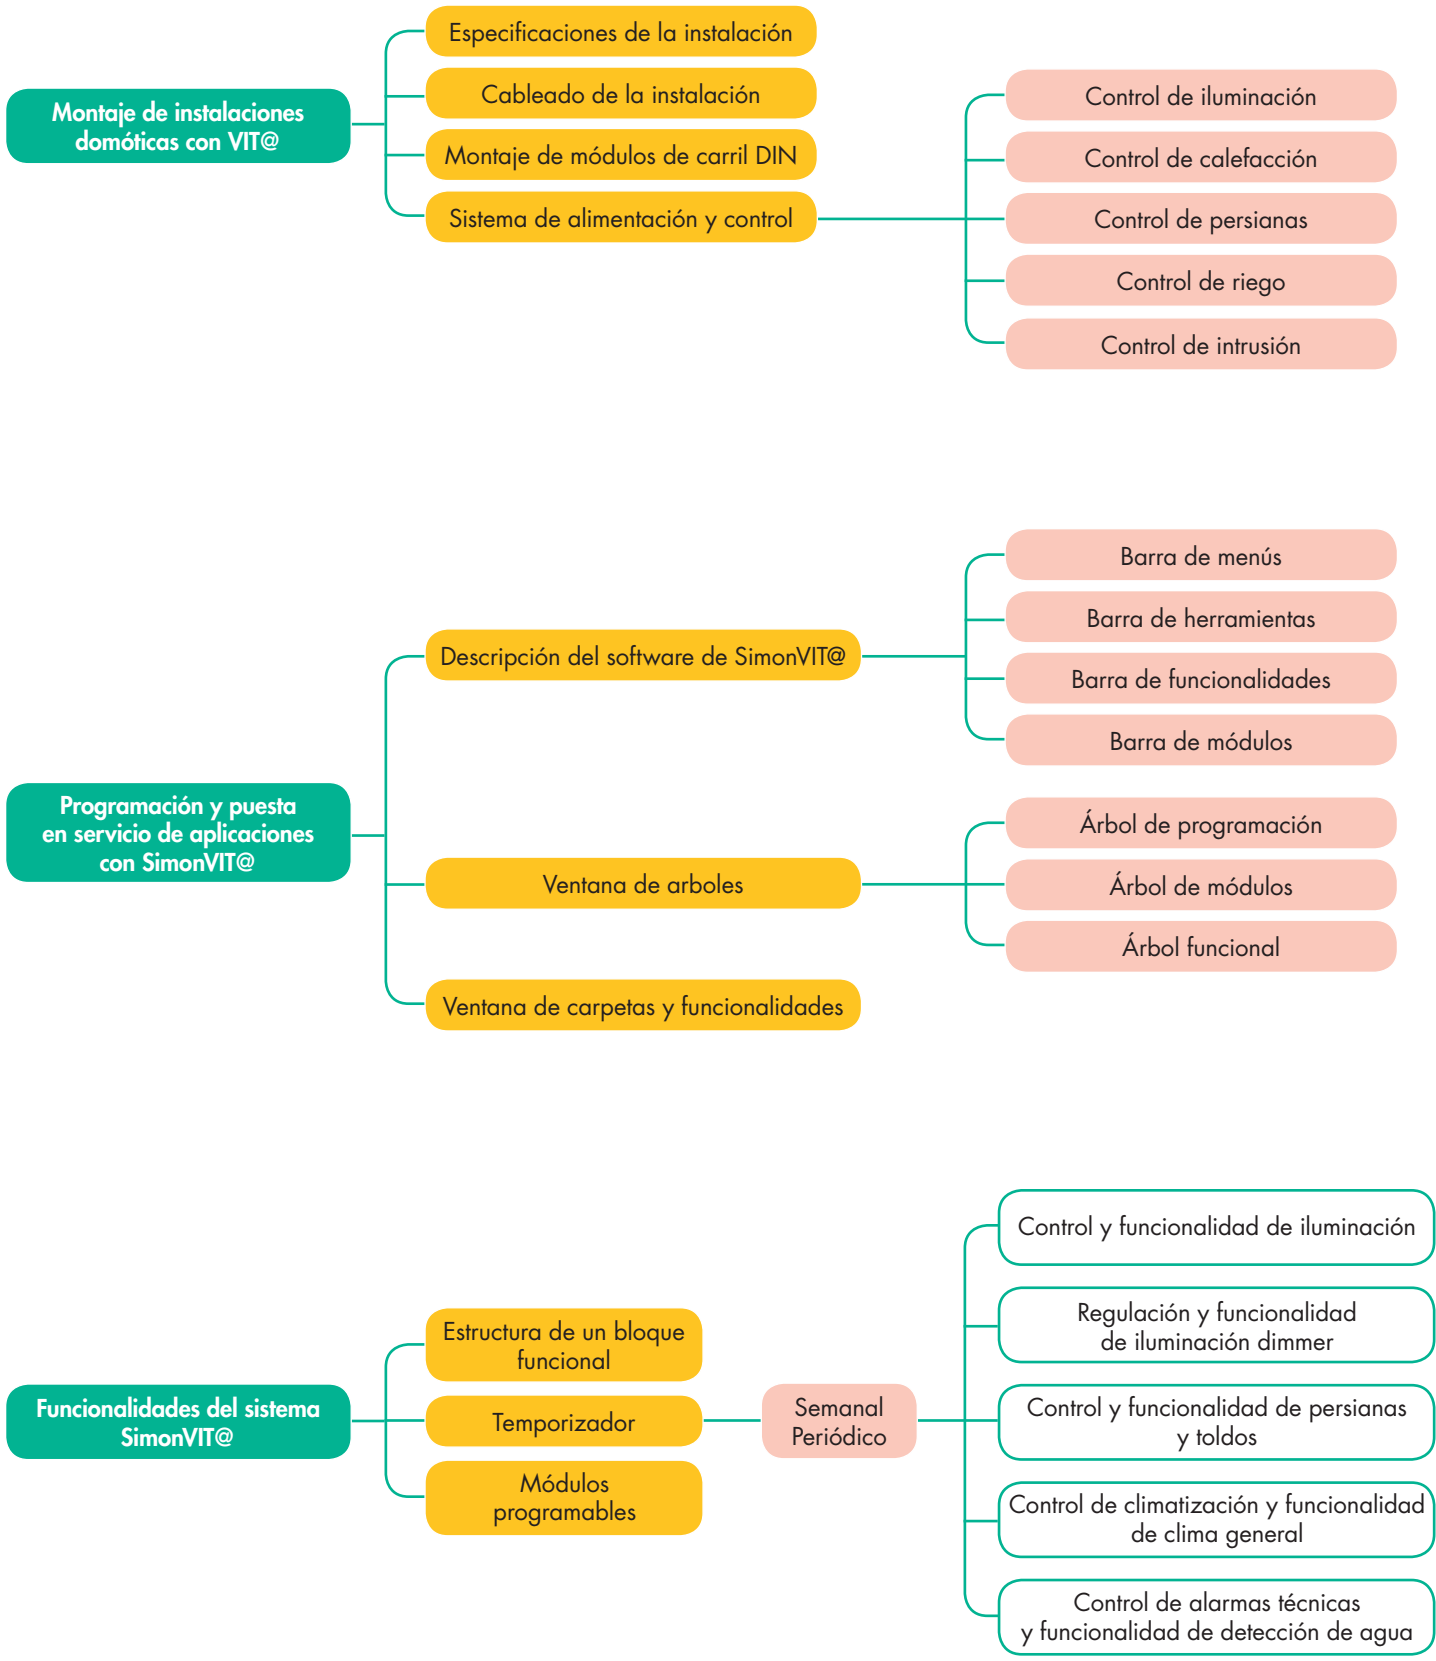 Montaje de instalaciones
domóticas con VIT@
Especificaciones de la instalación
Cableado de la instalación
Montaje de módulos de carril DIN
Sistema de alimentación y control
Control de iluminación
Control de calefacción
Control de persianas
Control de riego
Control de intrusión
Programación y puesta
en servicio de aplicaciones
con SimonVIT@
Descripción del software de SimonVIT@
Barra de menús
Barra de herramientas
Barra de funcionalidades
Barra de módulos
Ventana de arboles
Árbol de programación
Árbol de módulos
Árbol funcional
Ventana de carpetas y funcionalidades
Funcionalidades del sistema
SimonVIT@
Estructura de un bloque
funcional
Temporizador
Módulos
programables
Semanal
Periódico
Control y funcionalidad de iluminación
Regulación y funcionalidad
de iluminación dimmer
Control y funcionalidad de persianas
y toldos
Control de climatización y funcionalidad
de clima general
Control de alarmas técnicas
y funcionalidad de detección de agua